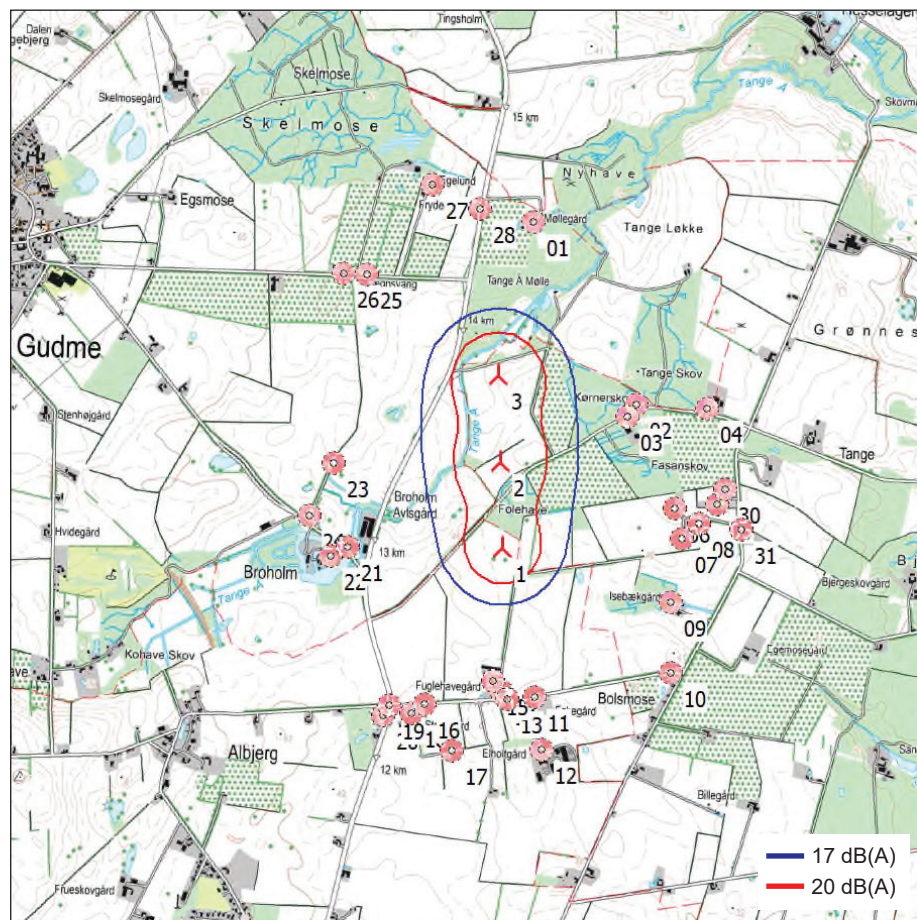 Tingsholm
Dalen
Skelmose
Skelmosegård
Skelmose
Tange Å
15 km
Nyhave
Egsmose
Egelund
Fryde
27
28
Møllegård
01
Tange Løkke
Tange Å Mølle
26
25
14 km
Gudme
Tange Skov
3
02
03
04
Stenhøjgård
Tange Å
Tange
Fasanskov
23
Broholm
Avlsgård
2
Folehave
30
08
31
07
Hvidegård
13 km
21
22
Broholm
1
Tange Å
Isebækgård
09
Bjergeskovgård
Kohave Skov
Egemosegård
Fuglehavegård
Bolsmose
10
15
13
11
19
16
Albjerg
Elholtgård
17
12
12 km
Billegård
Frueskovgård
17 dB(A)
20 dB(A)